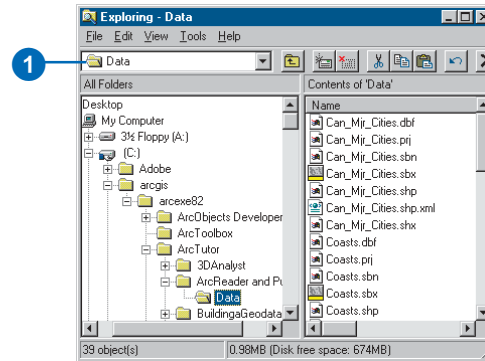 Exploring - Data
File Edit View Tools Help
1
Data
All Folders
Contents of 'Data'
Desktop
My Computer
3½ Floppy (A:)
(C:)
Adobe
arcgis
arcexe82
ArcObjects Developer
ArcToolbox
ArcTutor
3DAnalyst
ArcReader and Pu
Data
BuildingaGeodata
Name
Can_Mjr_Cities.dbf
Can_Mjr_Cities.prj
Can_Mjr_Cities.sbn
Can_Mjr_Cities.sbx
Can_Mjr_Cities.shp
Can_Mjr_Cities.shp.xml
Can_Mjr_Cities.shx
Coasts.dbf
Coasts.prj
Coasts.sbn
Coasts.sbx
Coasts.shp
39 object(s)
0.98MB (Disk free space: 674MB)